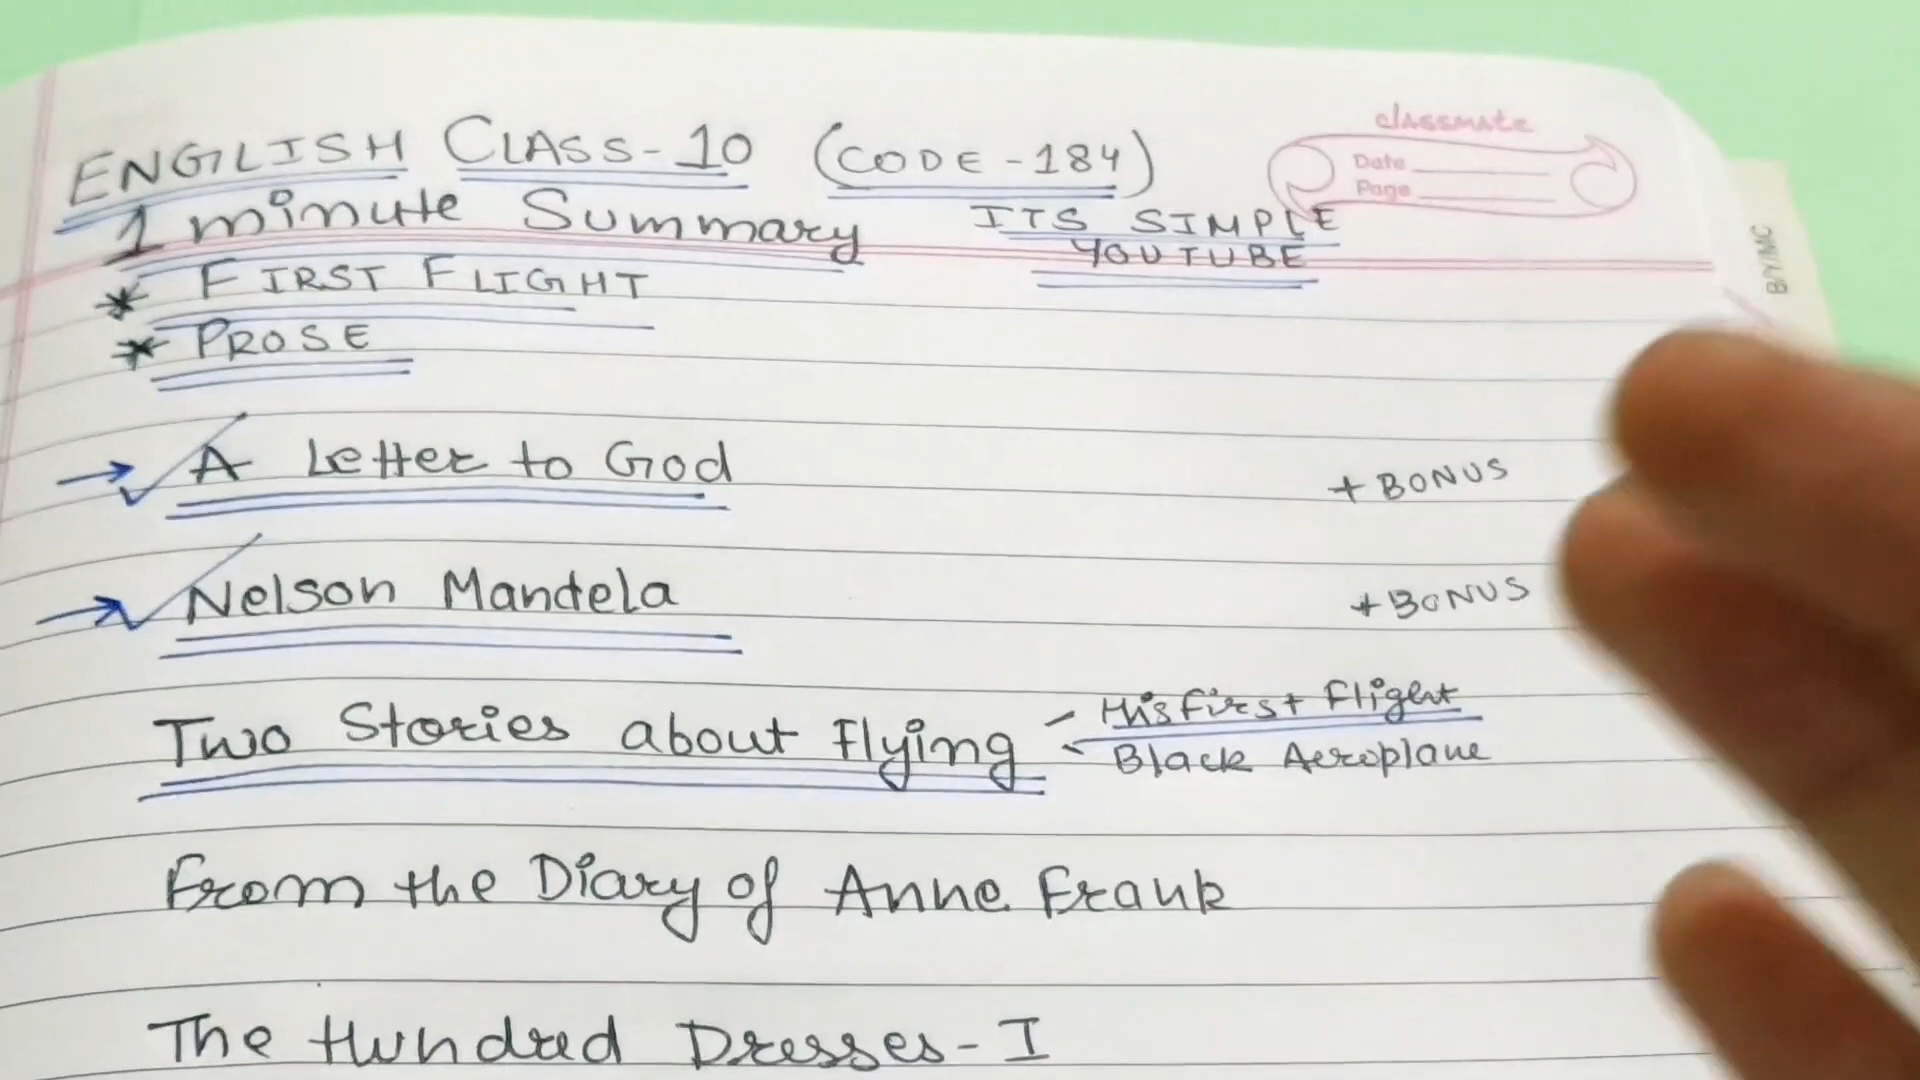 classmate
Date
Page
ENGLISH CLASS-10 (CODE-184)
1 minute Summary
ITS SIMPLE
YOUTUBE
* FIRST FLIGHT
* PROSE
→ ✓ A Letter to God + BONUS
→ ✓ Nelson Mandela + BONUS
Two Stories about Flying
His First Flight
Black Aeroplane
From the Diary of Anne Frank
The Hundred Dresses-I